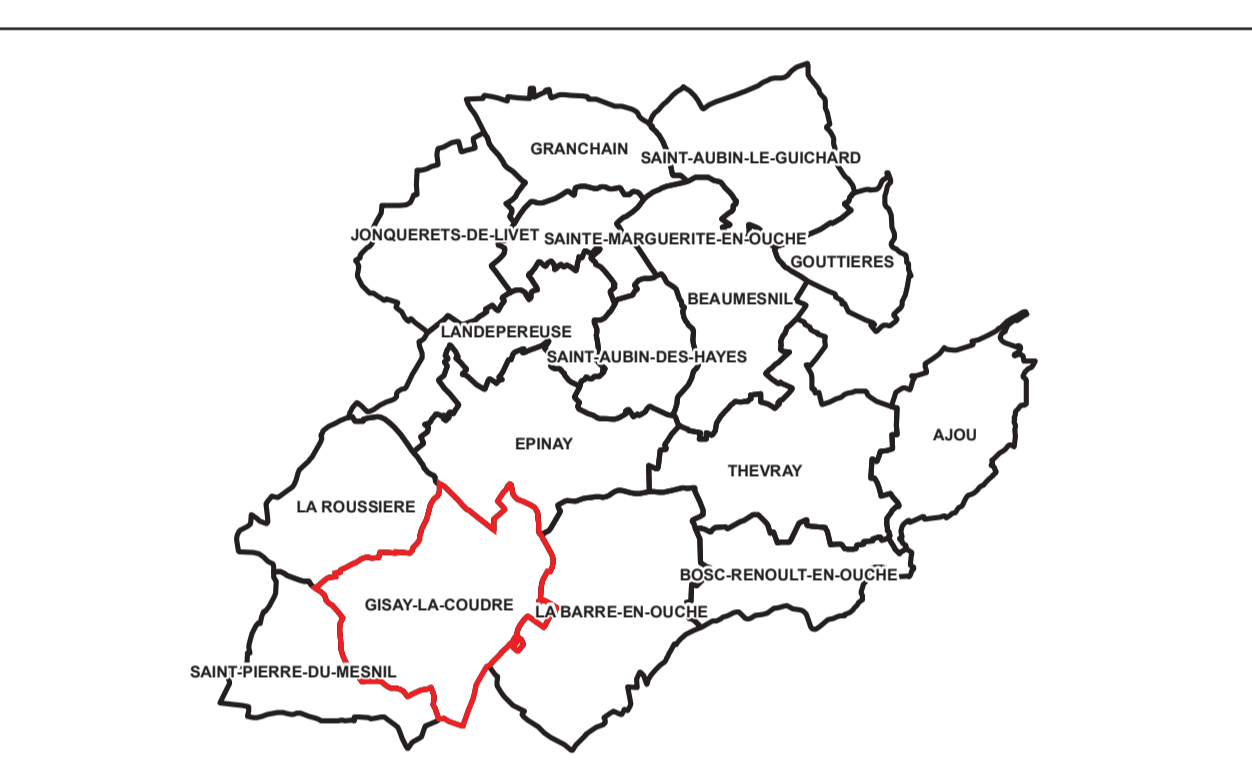 GRANCHAIN
SAINT-AUBIN-LE-GUICHARD
JONQUERETS-DE-LIVET
SAINTE-MARGUERITE-EN-OUCHE
GOUTTIERES
BEAUMESNIL
LANDEPEREUSE
SAINT-AUBIN-DES-HAYES
EPINAY
AJOU
THEVRAY
LA ROUSSIERE
BOSC-RENOULT-EN-OUCHE
GISAY-LA-COUDRE
LA BARRE-EN-OUCHE
SAINT-PIERRE-DU-MESNIL